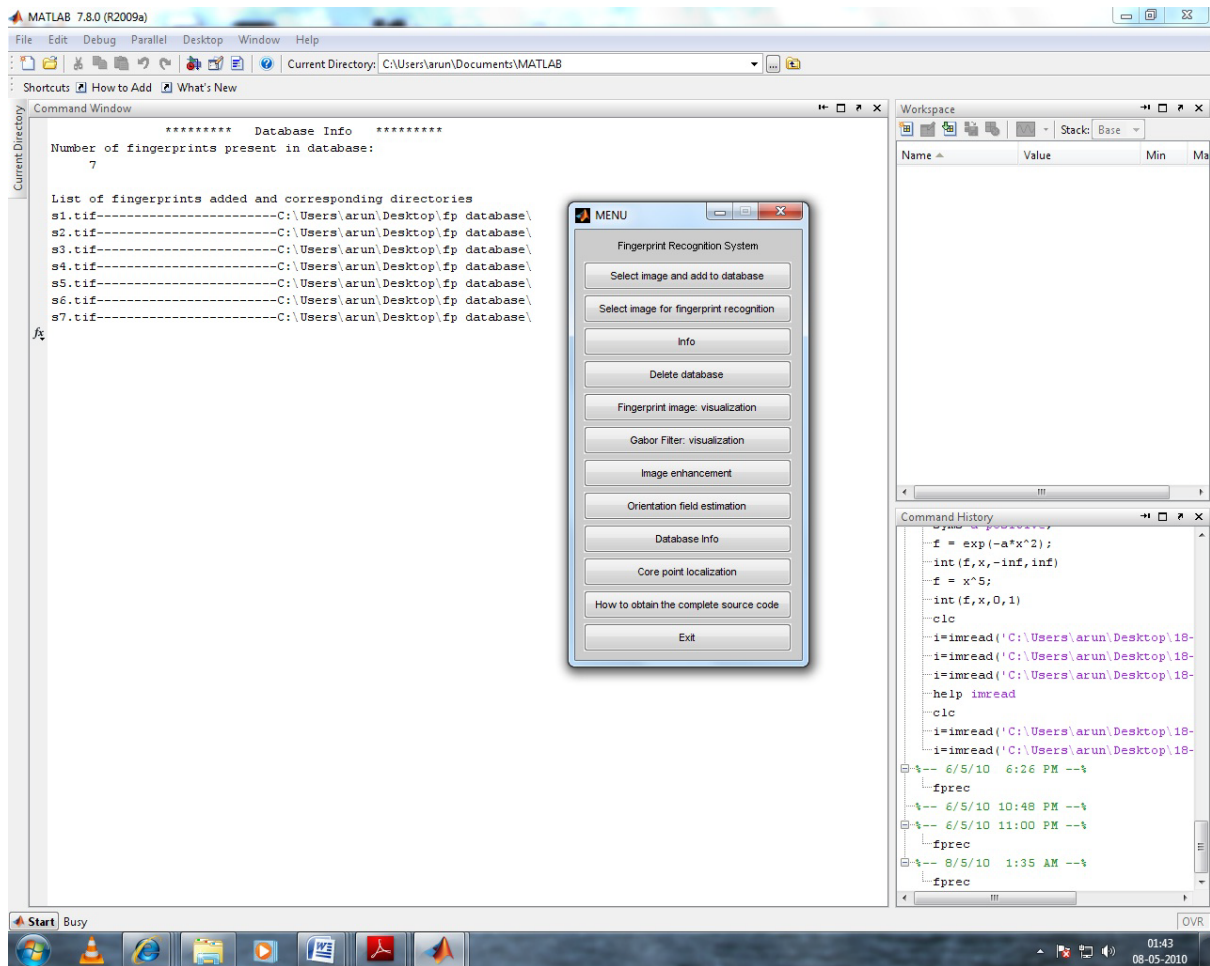 MATLAB 7.8.0 (R2009a)
File Edit Debug Parallel Desktop Window Help
Current Directory: C:\Users\arun\Documents\MATLAB
Shortcuts How to Add What's New
Current Directory
Command Window
********* Database Info *********
Number of fingerprints present in database:
7
List of fingerprints added and corresponding directories
s1.tif------------------------C:\Users\arun\Desktop\fp database\
s2.tif------------------------C:\Users\arun\Desktop\fp database\
s3.tif------------------------C:\Users\arun\Desktop\fp database\
s4.tif------------------------C:\Users\arun\Desktop\fp database\
s5.tif------------------------C:\Users\arun\Desktop\fp database\
s6.tif------------------------C:\Users\arun\Desktop\fp database\
s7.tif------------------------C:\Users\arun\Desktop\fp database\
fx
MENU
Fingerprint Recognition System
Select image and add to database
Select image for fingerprint recognition
Info
Delete database
Fingerprint image: visualization
Gabor Filter: visualization
Image enhancement
Orientation field estimation
Database Info
Core point localization
How to obtain the complete source code
Exit
Workspace
Stack: Base
Name Value Min Ma
Command History
syms a positive;
f = exp(-a*x^2);
int(f,x,-inf,inf)
f = x^5;
int(f,x,0,1)
clc
i=imread('C:\Users\arun\Desktop\18-
i=imread('C:\Users\arun\Desktop\18-
i=imread('C:\Users\arun\Desktop\18-
help imread
clc
i=imread('C:\Users\arun\Desktop\18-
i=imread('C:\Users\arun\Desktop\18-
%-- 6/5/10 6:26 PM --%
fprec
%-- 6/5/10 10:48 PM --%
%-- 6/5/10 11:00 PM --%
fprec
%-- 8/5/10 1:35 AM --%
fprec
Start Busy
OVR
01:43
08-05-2010